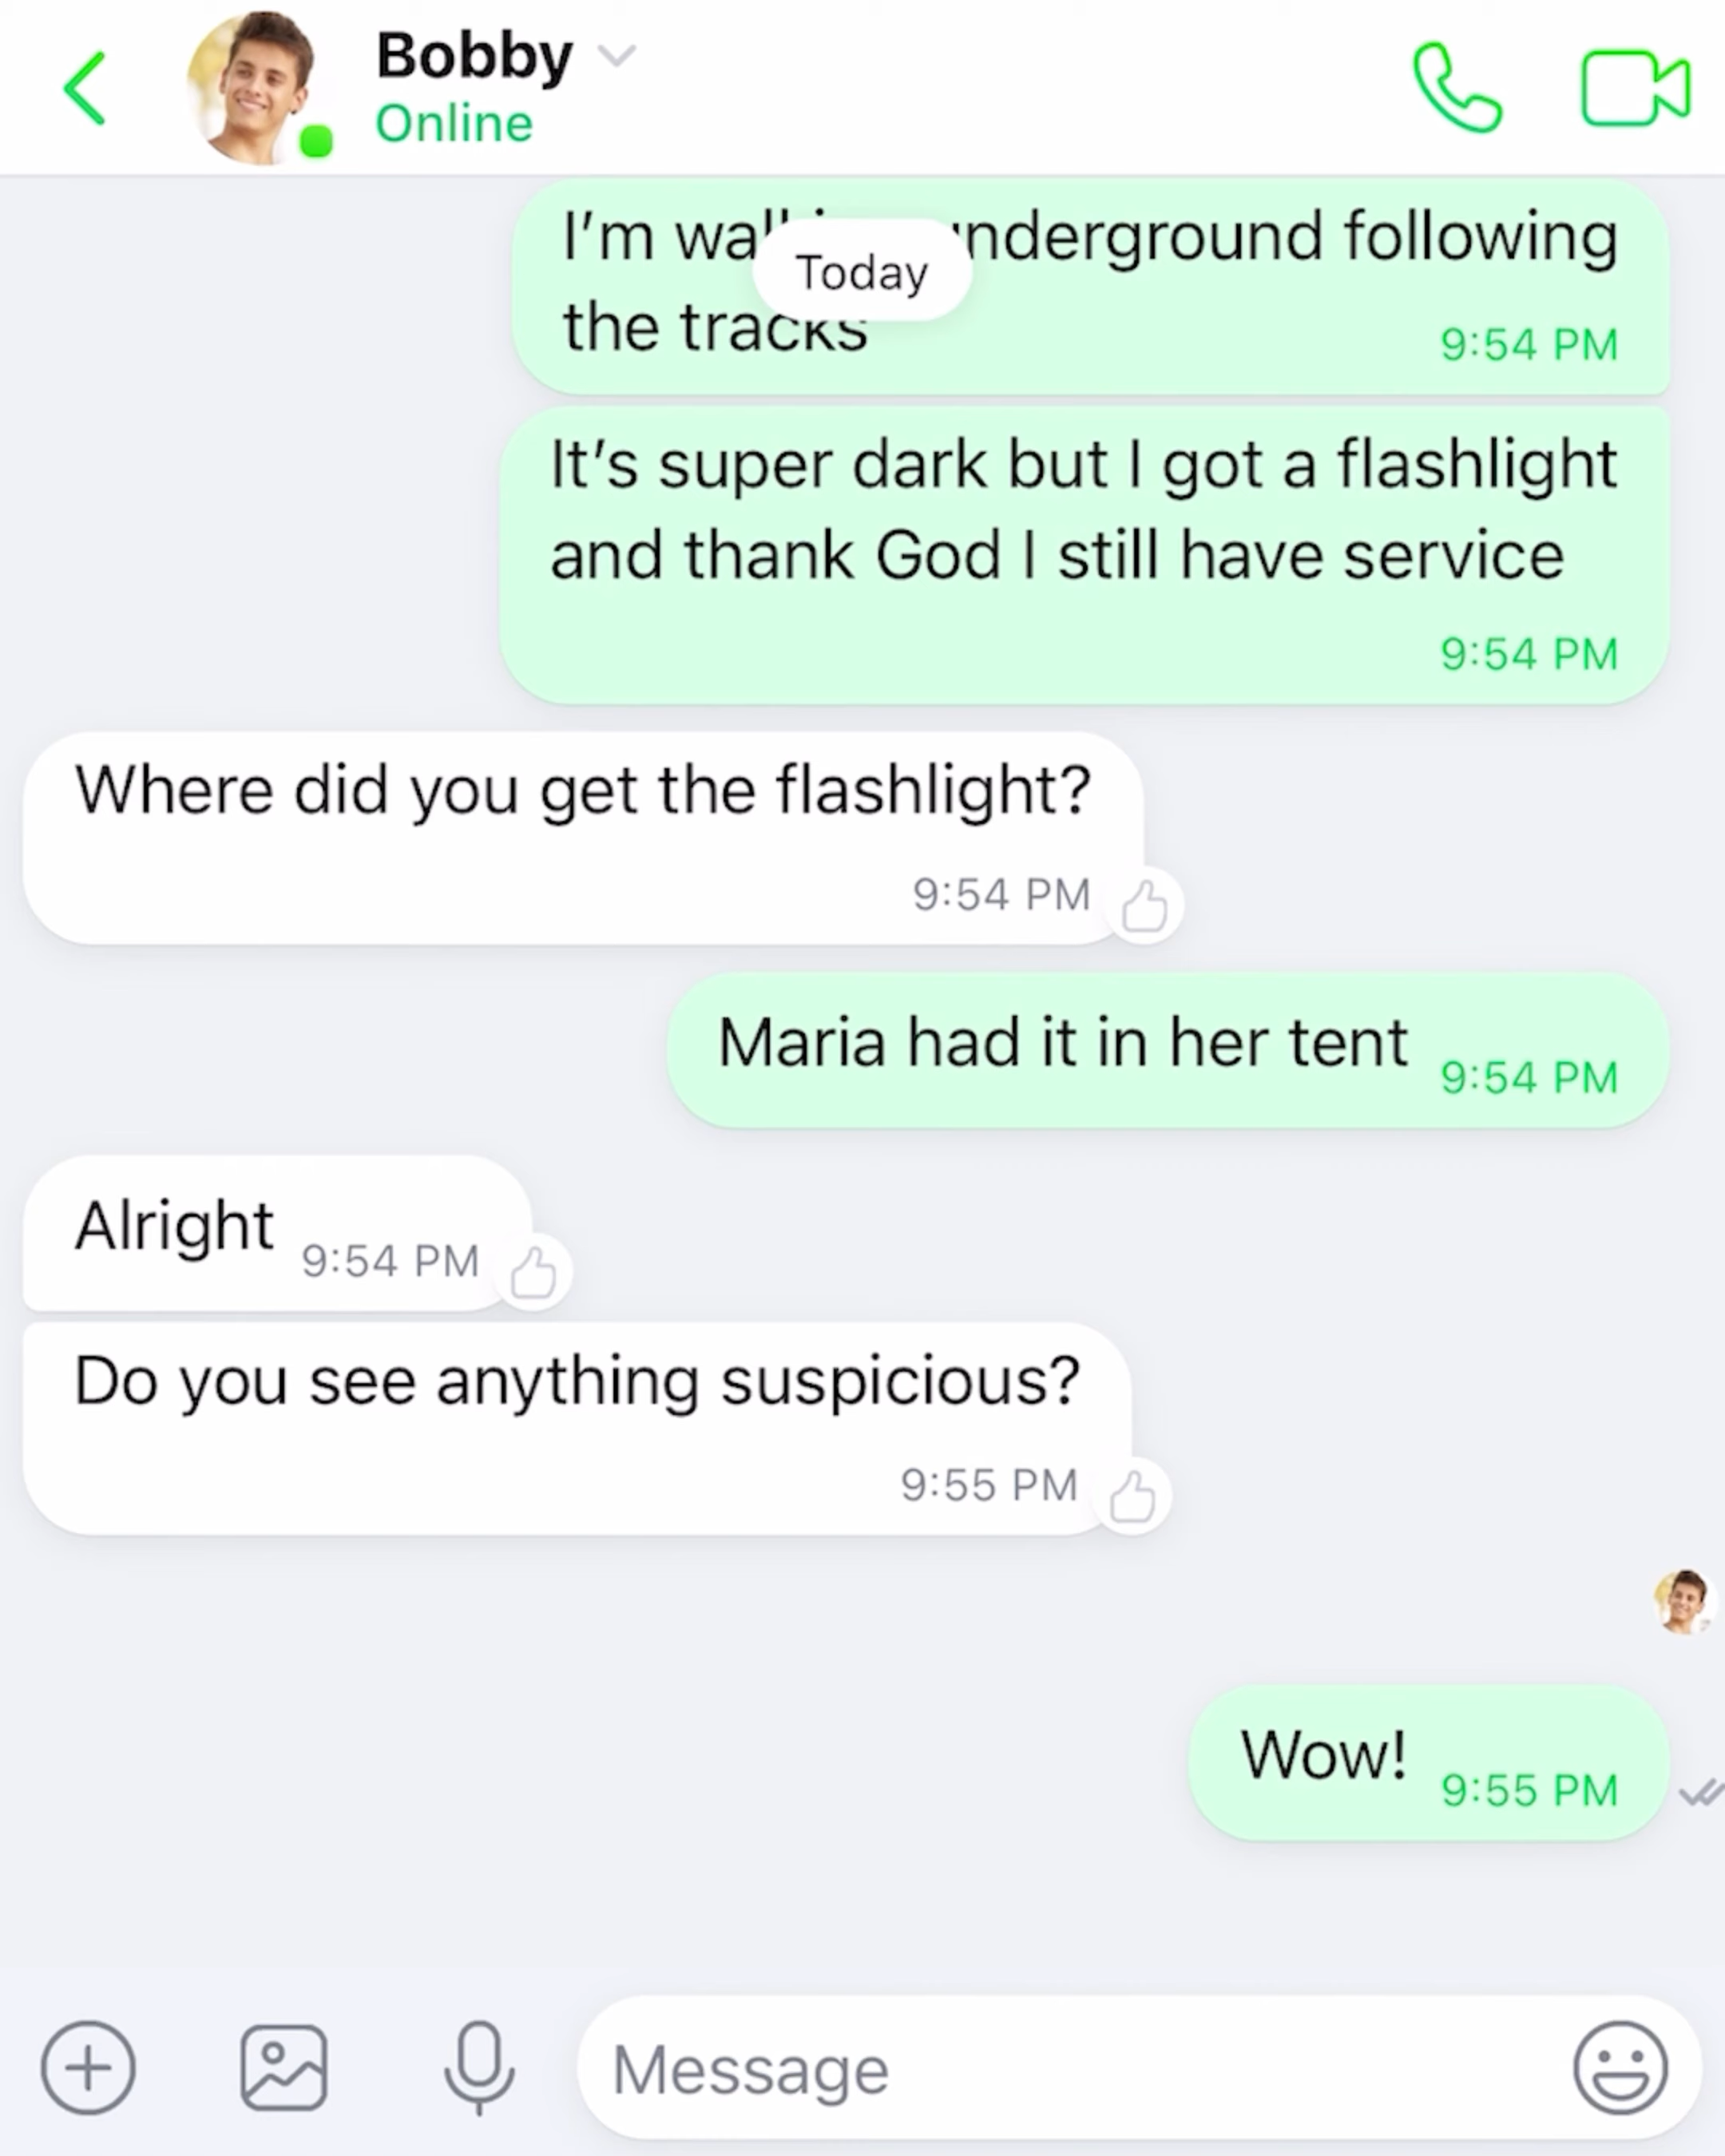 Bobby
Online
I'm underground following
Today
the tracks
9:54 PM
It's super dark but I got a flashlight
and thank God I still have service
9:54 PM
Where did you get the flashlight?
9:54 PM
Maria had it in her tent 9:54 PM
Alright 9:54 PM
Do you see anything suspicious?
9:55 PM
Wow! 9:55 PM
Message